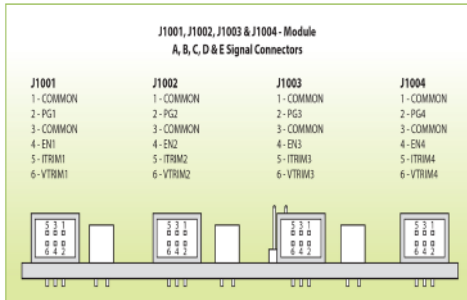 J1001, J1002, J1003 & J1004 - Module
A, B, C, D & E Signal Connectors
J1001
1 - COMMON
2 - PG1
3 - COMMON
4 - EN1
5 - ITRIM1
6 - VTRIM1
J1002
1 - COMMON
2 - PG2
3 - COMMON
4 - EN2
5 - ITRIM2
6 - VTRIM2
J1003
1 - COMMON
2 - PG3
3 - COMMON
4 - EN3
5 - ITRIM3
6 - VTRIM3
J1004
1 - COMMON
2 - PG4
3 - COMMON
4 - EN4
5 - ITRIM4
6 - VTRIM4
5 3 1
6 4 2
5 3 1
6 4 2
5 3 1
6 4 2
5 3 1
6 4 2